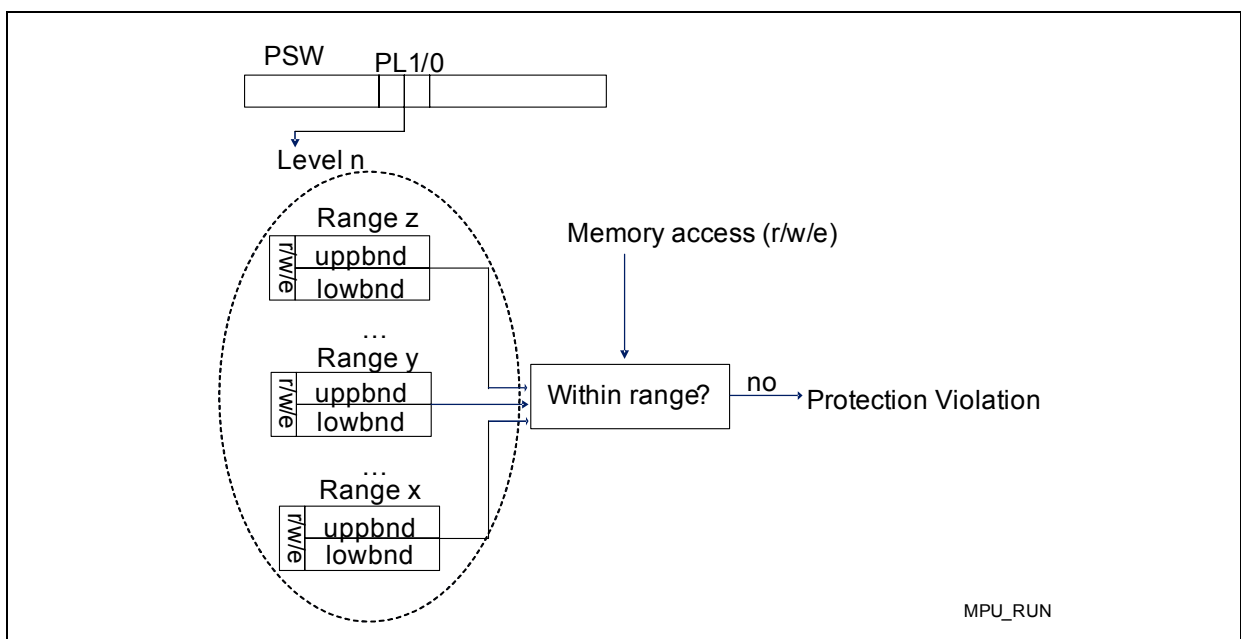 PSW PL1/0
Level n
Range z
r/w/e
uppbnd
lowbnd
Memory access (r/w/e)
...
Range y
r/w/e
uppbnd
lowbnd
Within range?
no
Protection Violation
...
Range x
r/w/e
uppbnd
lowbnd
MPU_RUN